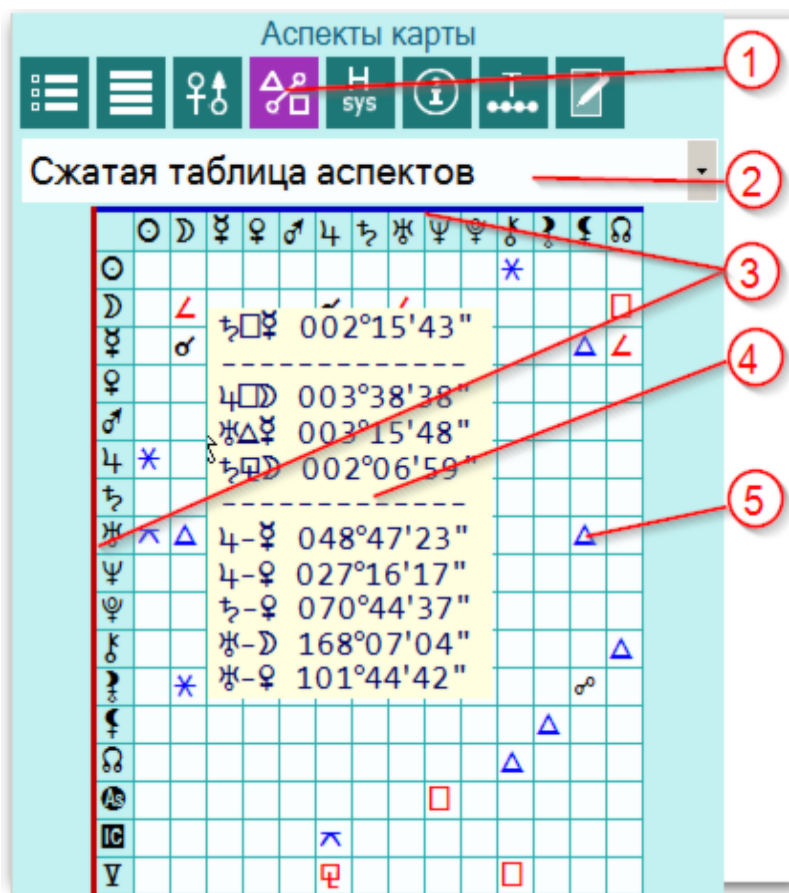 Аспекты карты
H
sys
T
1
Сжатая таблица аспектов
2
☉ ☽ ☿ ♀ ♂ ♃ ♄ ♅ ♆ ♇ ⚷ ⚳ ⚸ ☊
3
☉ ⚹
☽ ∠ ☌ ∠ □
☿ ☌ △ ∠
♀
♂
♃ ⚹
♄
♅ ⚻ △ △
♆
♇
⚷ △
⚹ ☍
⚸ △
☊ △
As □
IC ⚻
V ⚼ □
♄□☿ 002°15'43"
--------------
♃□☽ 003°38'38"
♅△☿ 003°15'48"
♄⚼☽ 002°06'59"
--------------
♃-☿ 048°47'23"
♃-♀ 027°16'17"
♄-♀ 070°44'37"
♅-☽ 168°07'04"
♅-♀ 101°44'42"
4
5